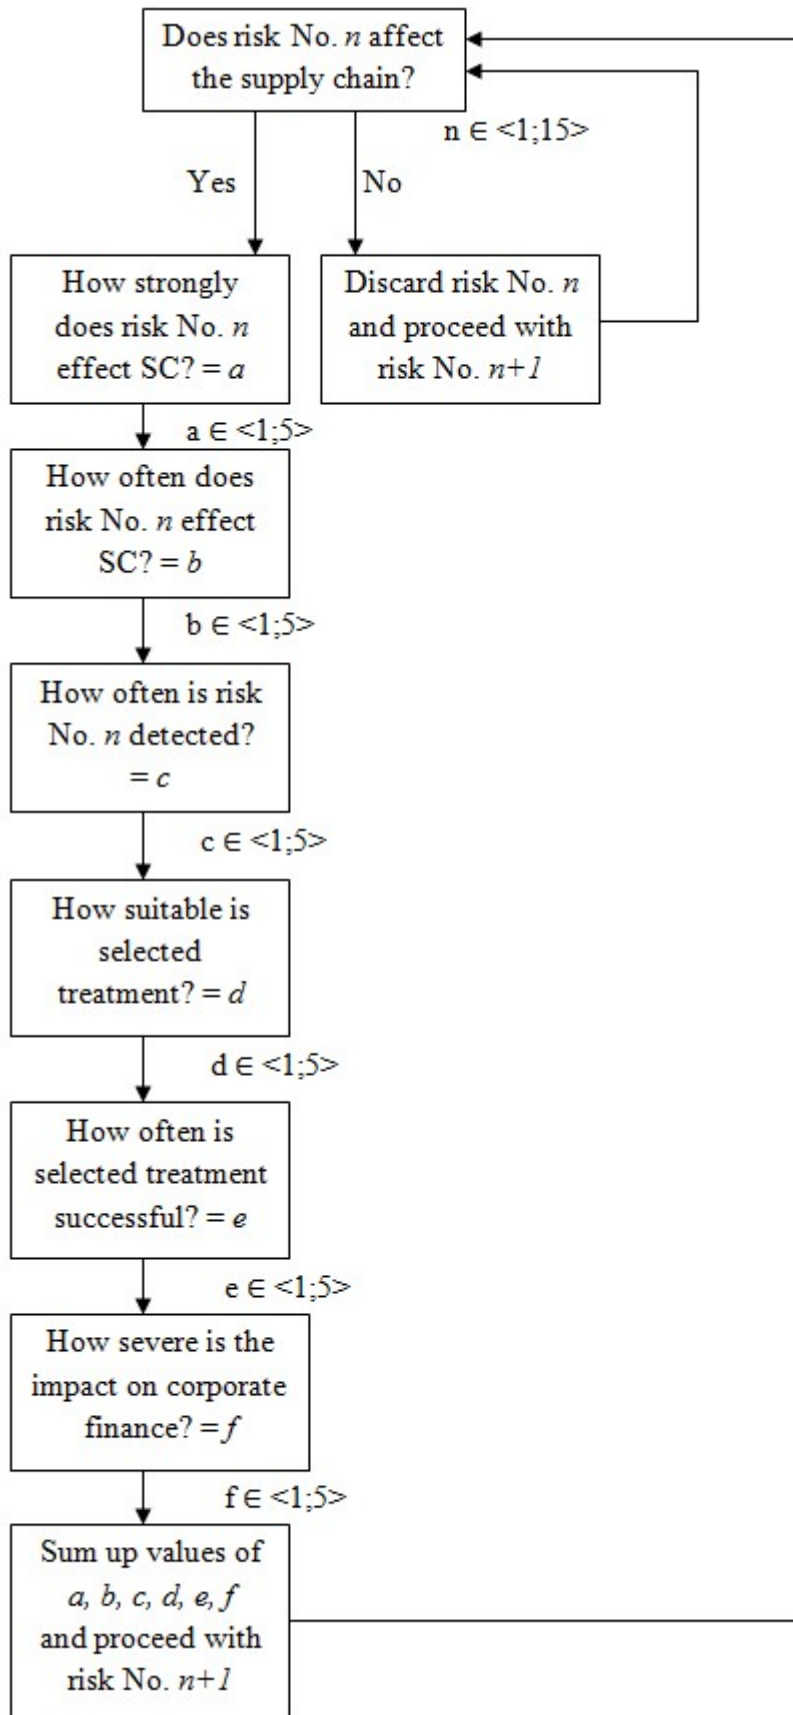 Does risk No. n affect
the supply chain?
n ∈ <1;15>
Yes
No
How strongly
does risk No. n
effect SC? = a
Discard risk No. n
and proceed with
risk No. n+1
a ∈ <1;5>
How often does
risk No. n effect
SC? = b
b ∈ <1;5>
How often is risk
No. n detected?
= c
c ∈ <1;5>
How suitable is
selected
treatment? = d
d ∈ <1;5>
How often is
selected treatment
successful? = e
e ∈ <1;5>
How severe is the
impact on corporate
finance? = f
f ∈ <1;5>
Sum up values of
a, b, c, d, e, f
and proceed with
risk No. n+1